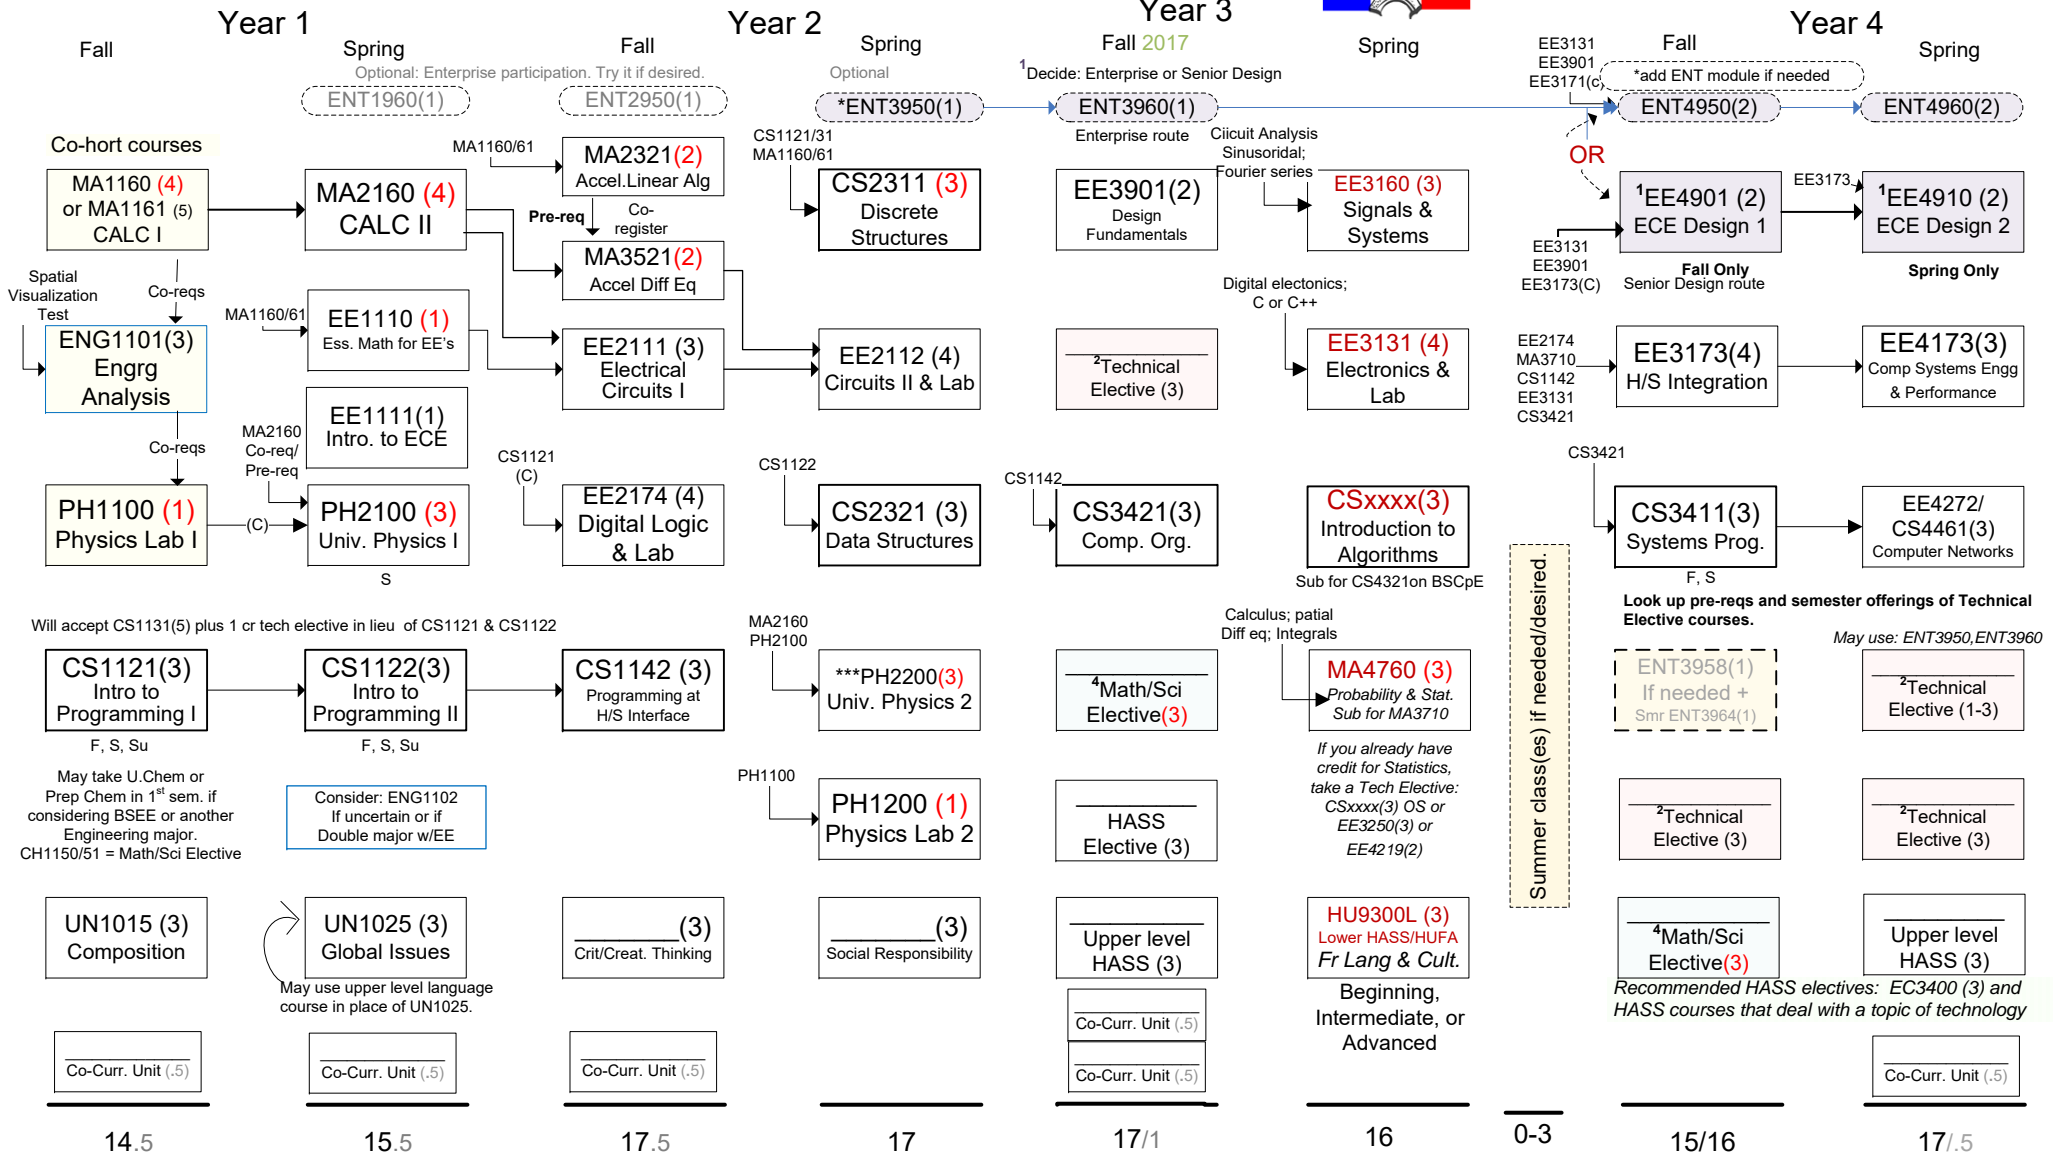 Year 1
Year 2
Year 3
Year 4
Fall
Spring
Fall
Spring
Fall 2017
Spring
Fall
Spring
Optional: Enterprise participation. Try it if desired.
Optional
¹Decide: Enterprise or Senior Design
EE3131
EE3901
EE3171(c
*add ENT module if needed
ENT1960(1)
ENT2950(1)
*ENT3950(1)
ENT3960(1)
Enterprise route
ENT4950(2)
ENT4960(2)
OR
Co-hort courses
MA1160 (4)
or MA1161 (5)
CALC I
MA2160 (4)
CALC II
MA1160/61
MA2321(2)
Accel.Linear Alg
Pre-req
Co-
register
MA3521(2)
Accel Diff Eq
CS1121/31
MA1160/61
CS2311 (3)
Discrete
Structures
EE3901(2)
Design
Fundamentals
Ciicuit Analysis
Sinusoridal;
Fourier series
EE3160 (3)
Signals &
Systems
¹EE4901 (2)
ECE Design 1
Fall Only
Senior Design route
EE3131
EE3901
EE3173(C)
EE3173
¹EE4910 (2)
ECE Design 2
Spring Only
Spatial
Visualization
Test
Co-reqs
ENG1101(3)
Engrg
Analysis
Co-reqs
MA1160/61
EE1110 (1)
Ess. Math for EE's
EE1111(1)
Intro. to ECE
EE2111 (3)
Electrical
Circuits I
EE2112 (4)
Circuits II & Lab
²Technical
Elective (3)
Digital electonics;
C or C++
EE3131 (4)
Electronics &
Lab
EE2174
MA3710
CS1142
EE3131
CS3421
EE3173(4)
H/S Integration
EE4173(3)
Comp Systems Engg
& Performance
PH1100 (1)
Physics Lab I
(C)
MA2160
Co-req/
Pre-req
PH2100 (3)
Univ. Physics I
S
CS1121
(C)
EE2174 (4)
Digital Logic
& Lab
CS1122
CS2321 (3)
Data Structures
CS1142
CS3421(3)
Comp. Org.
CSxxxx(3)
Introduction to
Algorithms
Sub for CS4321on BSCpE
CS3421
CS3411(3)
Systems Prog.
F, S
EE4272/
CS4461(3)
Computer Networks
Summer class(es) if needed/desired.
Look up pre-reqs and semester offerings of Technical
Elective courses.
May use: ENT3950,ENT3960
Will accept CS1131(5) plus 1 cr tech elective in lieu of CS1121 & CS1122
CS1121(3)
Intro to
Programming I
F, S, Su
CS1122(3)
Intro to
Programming II
F, S, Su
CS1142 (3)
Programming at
H/S Interface
MA2160
PH2100
***PH2200(3)
Univ. Physics 2
⁴Math/Sci
Elective(3)
Calculus; patial
Diff eq; Integrals
MA4760 (3)
Probability & Stat.
Sub for MA3710
If you already have
credit for Statistics,
take a Tech Elective:
CSxxxx(3) OS or
EE3250(3) or
EE4219(2)
ENT3958(1)
If needed +
Smr ENT3964(1)
²Technical
Elective (1-3)
May take U.Chem or
Prep Chem in 1st sem. if
considering BSEE or another
Engineering major.
CH1150/51 = Math/Sci Elective
Consider: ENG1102
If uncertain or if
Double major w/EE
PH1100
PH1200 (1)
Physics Lab 2
HASS
Elective (3)
²Technical
Elective (3)
²Technical
Elective (3)
UN1015 (3)
Composition
UN1025 (3)
Global Issues
May use upper level language
course in place of UN1025.
(3)
Crit/Creat. Thinking
(3)
Social Responsibility
Upper level
HASS (3)
HU9300L (3)
Lower HASS/HUFA
Fr Lang & Cult.
Beginning,
Intermediate, or
Advanced
⁴Math/Sci
Elective(3)
Upper level
HASS (3)
Recommended HASS electives: EC3400 (3) and
HASS courses that deal with a topic of technology
Co-Curr. Unit (.5)
Co-Curr. Unit (.5)
Co-Curr. Unit (.5)
Co-Curr. Unit (.5)
Co-Curr. Unit (.5)
Co-Curr. Unit (.5)
14.5
15.5
17.5
17
17/1
16
0-3
15/16
17/.5